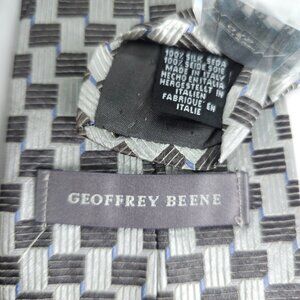 100% SILK SEDA
100% SEIDE SOIE
MADE IN ITALY
HECHO EN ITALIA
HERGESTELLT IN
ITALIEN
FABRIQUE' EN
ITALIE
GEOFFREY BEENE